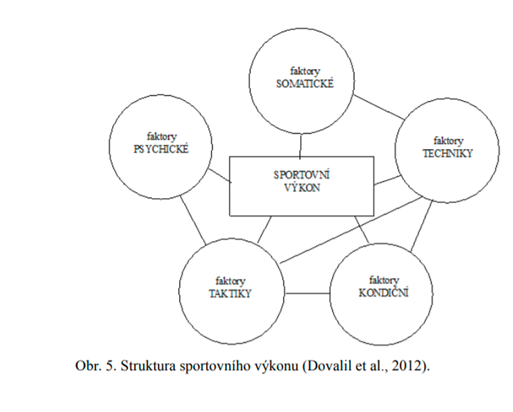 faktory
SOMATICKÉ
faktory
PSYCHICKÉ
faktory
TECHNIKY
SPORTOVNÍ
VÝKON
faktory
TAKTIKY
faktory
KONDIČNÍ
Obr. 5. Struktura sportovního výkonu (Dovalil et al., 2012).